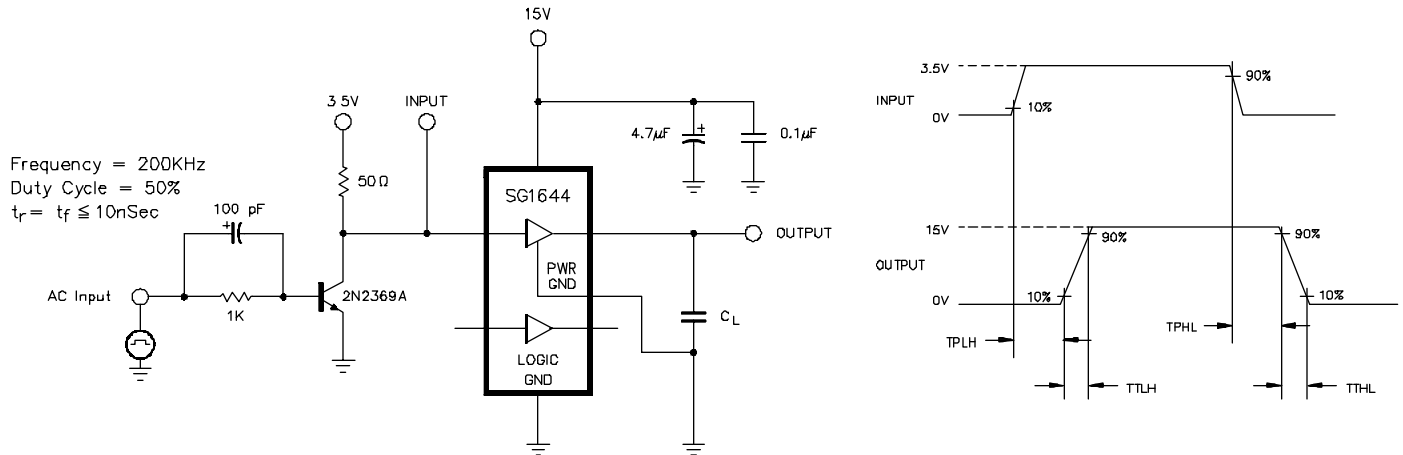 15V
3.5V
INPUT
4.7µF
+
0.1µF
Frequency = 200KHz
Duty Cycle = 50%
tr = tf ≦ 10nSec
50Ω
SG1644
100 pF
+
OUTPUT
PWR
GND
AC Input
2N2369A
1K
CL
LOGIC
GND
3.5V
90%
INPUT
10%
0V
15V
90%
90%
OUTPUT
0V
10%
10%
TPLH
TPHL
TTLH
TTHL